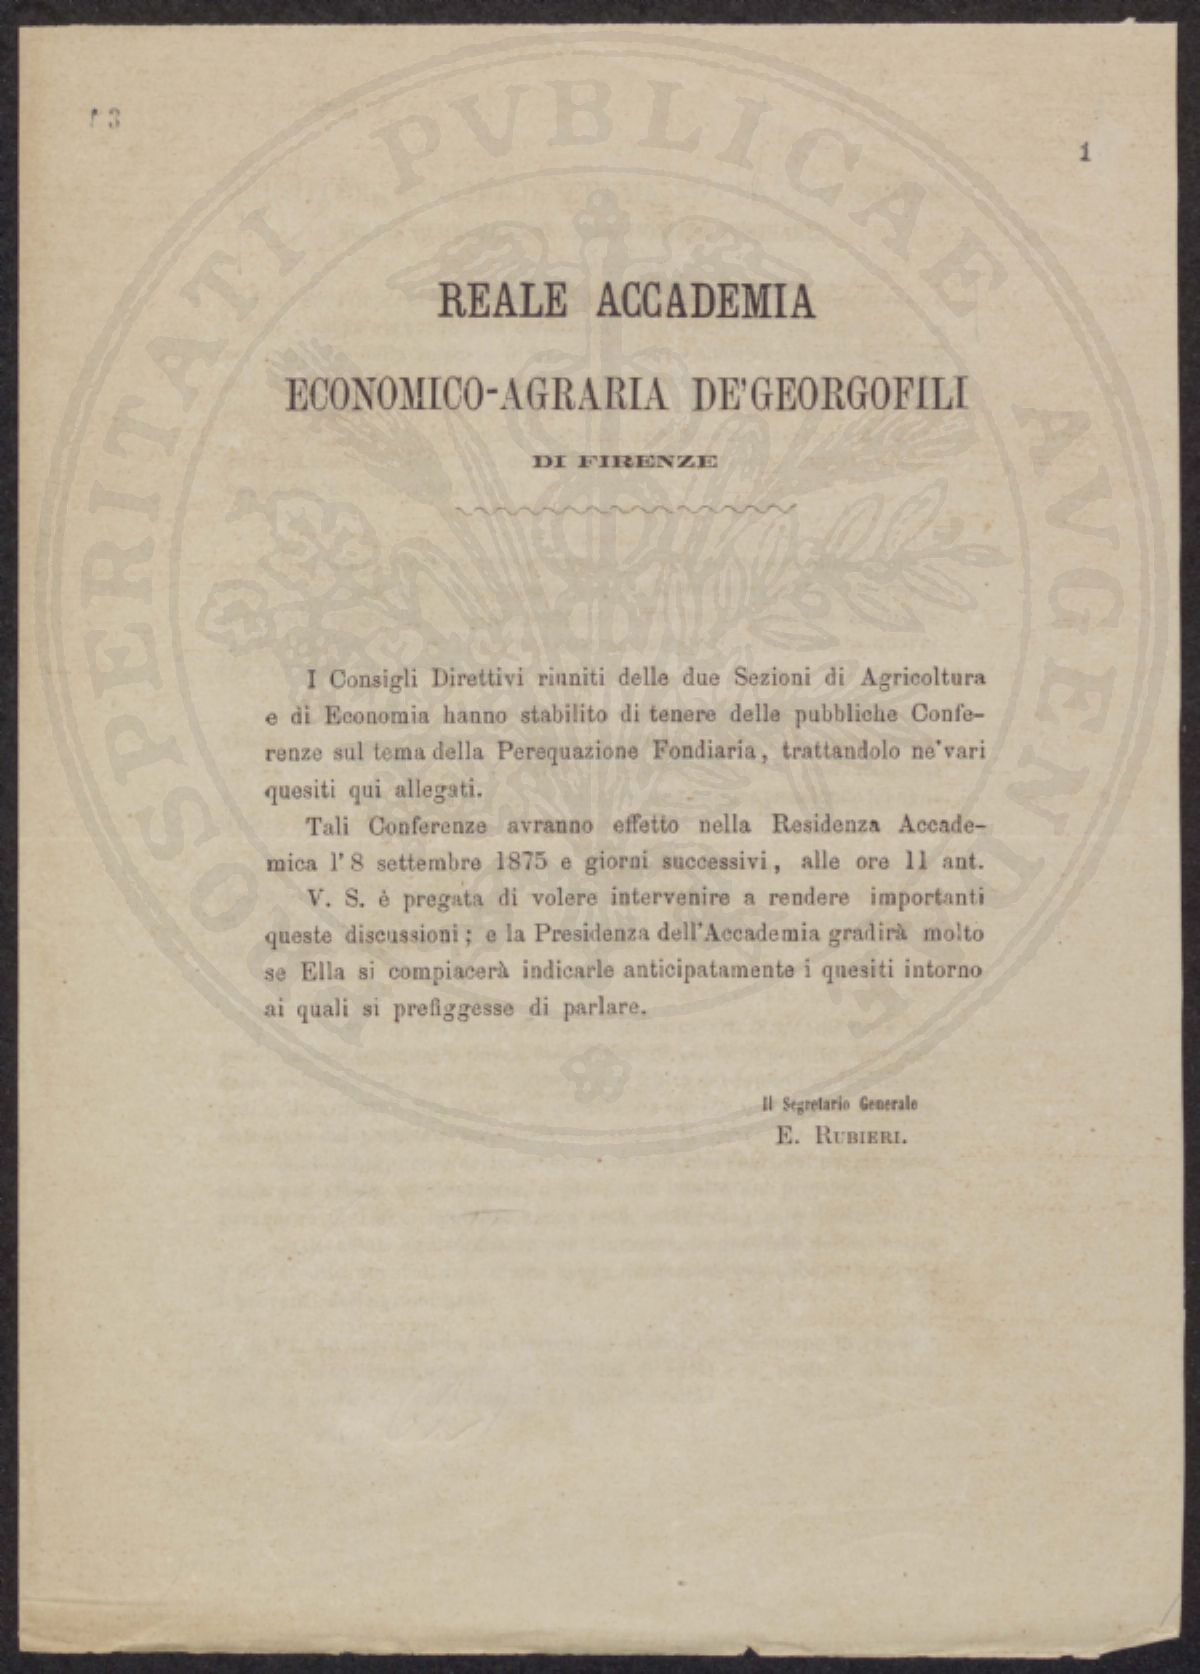 53
1
PROSPERITATI PVBLICAE AVGENDAE
REALE ACCADEMIA
ECONOMICO-AGRARIA DE'GEORGOFILI
DI FIRENZE
I Consigli Direttivi riuniti delle due Sezioni di Agricoltura
e di Economia hanno stabilito di tenere delle pubbliche Confe-
renze sul tema della Perequazione Fondiaria, trattandolo ne'vari
quesiti qui allegati.
Tali Conferenze avranno effetto nella Residenza Accade-
mica l'8 settembre 1875 e giorni successivi, alle ore 11 ant.
V. S. è pregata di volere intervenire a rendere importanti
queste discussioni; e la Presidenza dell'Accademia gradirà molto
se Ella si compiacerà indicarle anticipatamente i quesiti intorno
ai quali si prefiggesse di parlare.
Il Segretario Generale
E. RUBIERI.